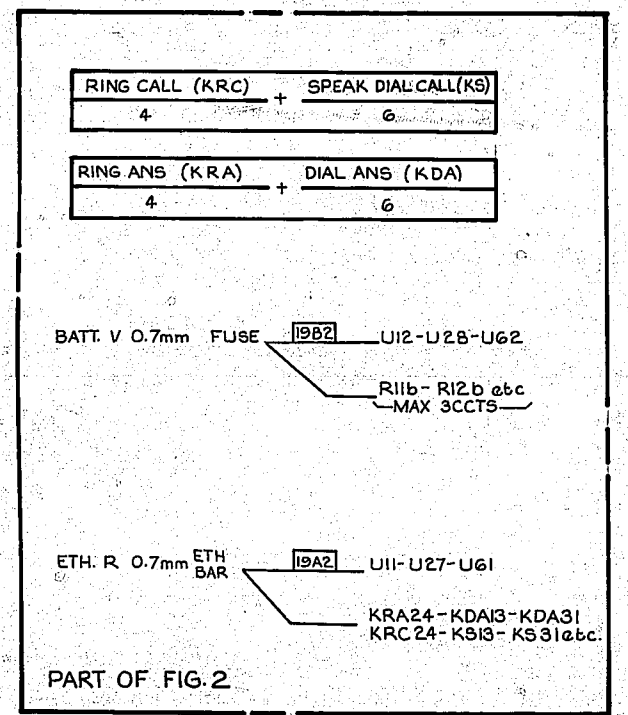 RING CALL (KRC) + SPEAK DIAL CALL (KS)
4 6
RING ANS (KRA) + DIAL ANS (KDA)
4 6
BATT. V 0.7mm FUSE 19B2 U12-U28-U62
R11b-R12b etc
MAX 3CCTS
ETH. R 0.7mm ETH BAR 19A2 U11-U27-U61
KRA24-KDA13-KDA31
KRC24-KS13-KS31etc.
PART OF FIG.2